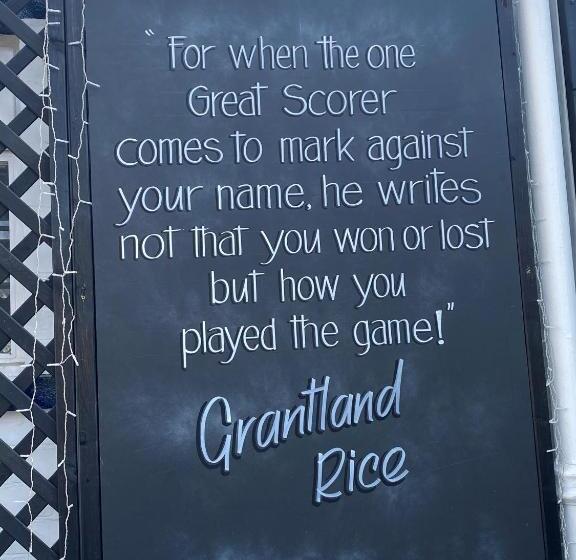 "For when the one
Great Scorer
comes to mark against
your name, he writes
not that you won or lost
but how you
played the game!"
Grantland
Rice